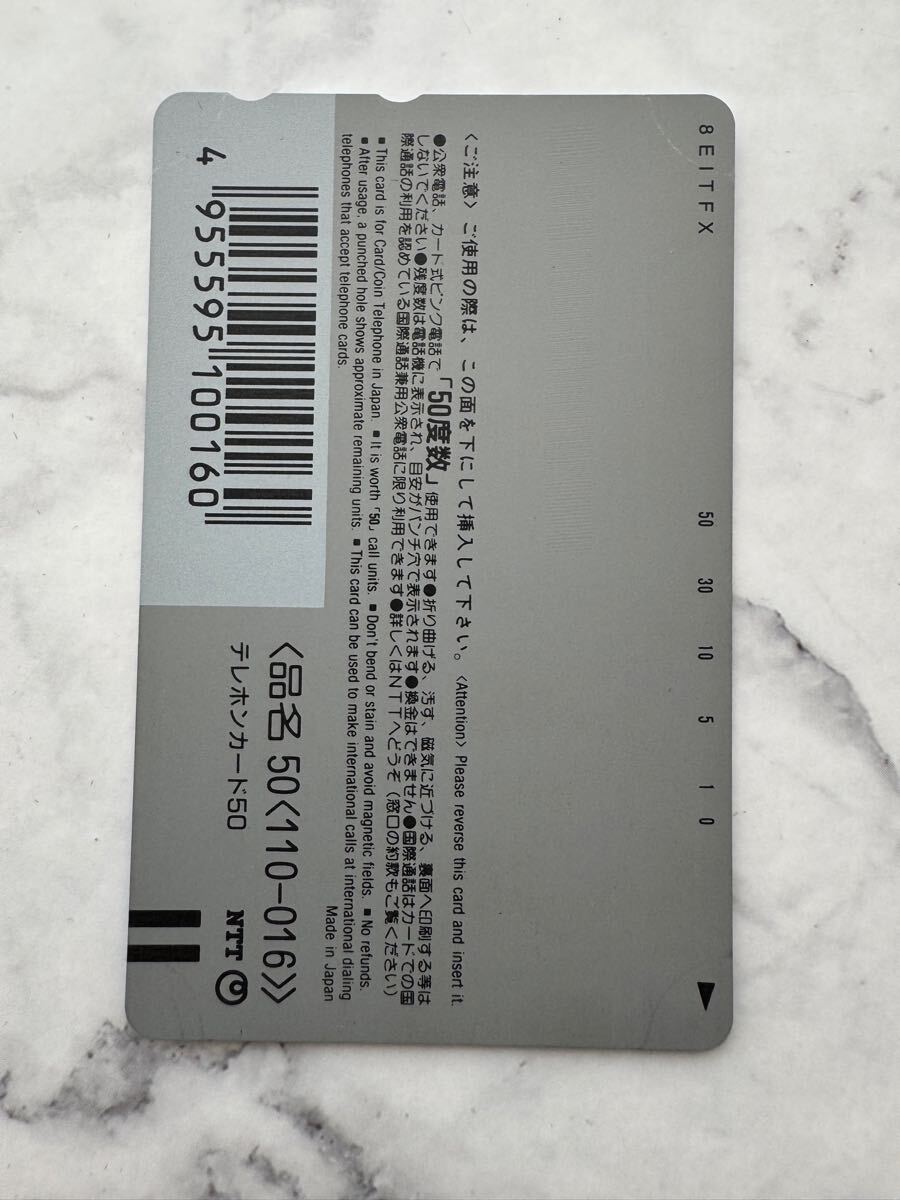 8EITFX
50 30 10 5 1 0
〈ご注意〉ご使用の際は、この面を下にして挿入して下さい。〈Attention〉Please reverse this card and insert it.
●公衆電話、カード式ピンク電話で「50度数」使用できます●折り曲げる、汚す、磁気に近づける、裏面へ印刷する等は
しないでください●残度数は電話機に表示され、目安がパンチ穴で表示されます●換金はできません●国際通話はカードでの国
際通話の利用を認めている国際通話兼用公衆電話に限り利用できます●詳しくはNTTへどうぞ(窓口の約款もご覧ください)
■This card is for Card/Coin Telephone in Japan. ■It is worth「50」call units. ■Don't bend or stain and avoid magnetic fields. ■No refunds.
■After usage, a punched hole shows approximate remaining units. ■This card can be used to make international calls at international dialing
telephones that accept telephone cards.
Made in Japan
4 955595 100160
〈品名 50〈110-016〉〉
テレホンカード50
NTT